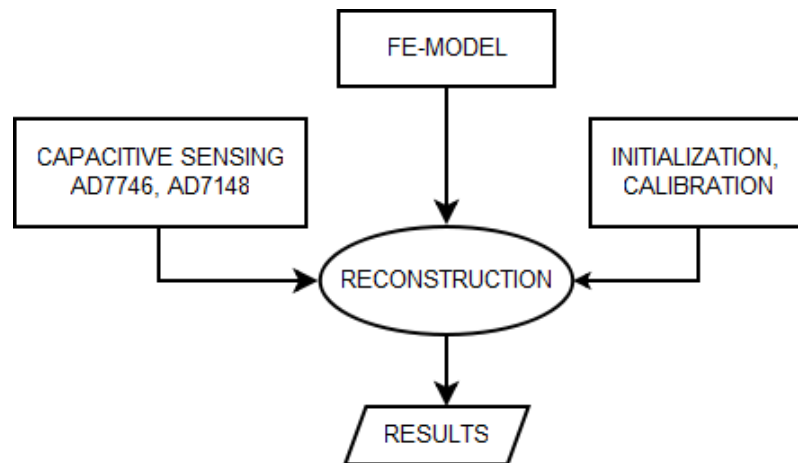 FE-MODEL
CAPACITIVE SENSING
AD7746, AD7148
INITIALIZATION,
CALIBRATION
RECONSTRUCTION
RESULTS